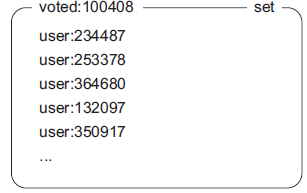 voted:100408 set
user:234487
user:253378
user:364680
user:132097
user:350917
...